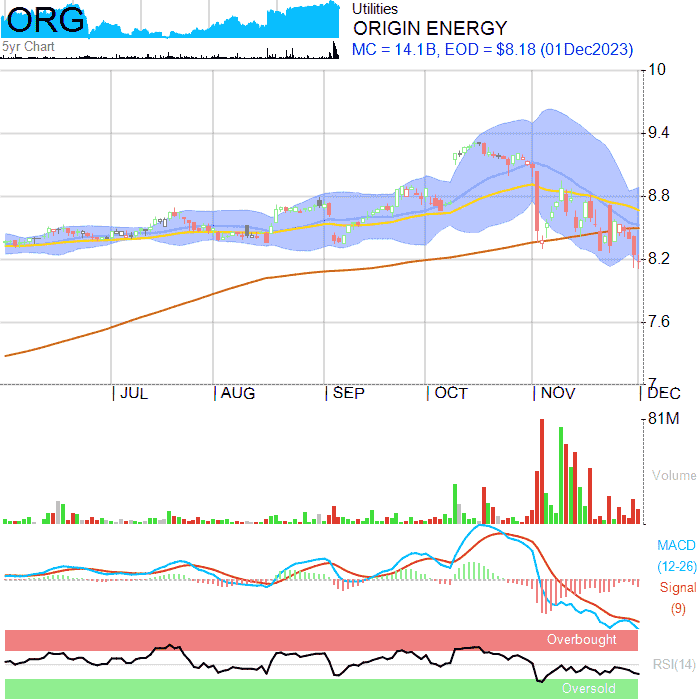 ORG
5yr Chart
Utilities
ORIGIN ENERGY
MC = 14.1B, EOD = $8.18 (01Dec2023)
10
9.4
8.8
8.2
7.6
7
JUL
AUG
SEP
OCT
NOV
DEC
81M
Volume
MACD
(12-26)
Signal
(9)
Overbought
RSI(14)
Oversold